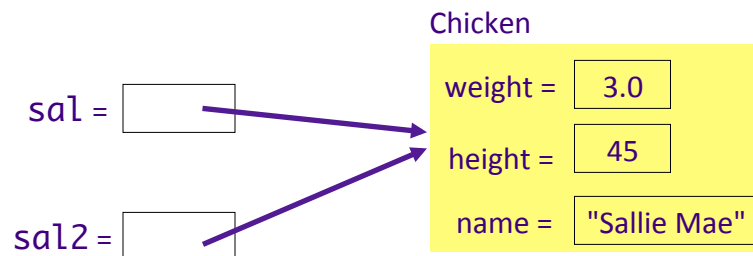 Chicken
weight = 3.0
sal =
height = 45
name = "Sallie Mae"
sal2 =